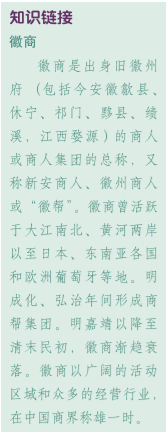 知识链接
徽商
徽商是出身旧徽州
府（包括今安徽歙县、
休宁、祁门、黟县、绩
溪，江西婺源）的商人
或商人集团的总称，又
称新安商人、徽州商人
或“徽帮”。徽商曾活跃
于大江南北、黄河两岸
以至日本、东南亚各国
和欧洲葡萄牙等地。明
成化、弘治年间形成商
帮集团。明嘉靖以降至
清末民初，徽商渐趋衰
落。徽商以广阔的活动
区域和众多的经营行业，
在中国商界称雄一时。